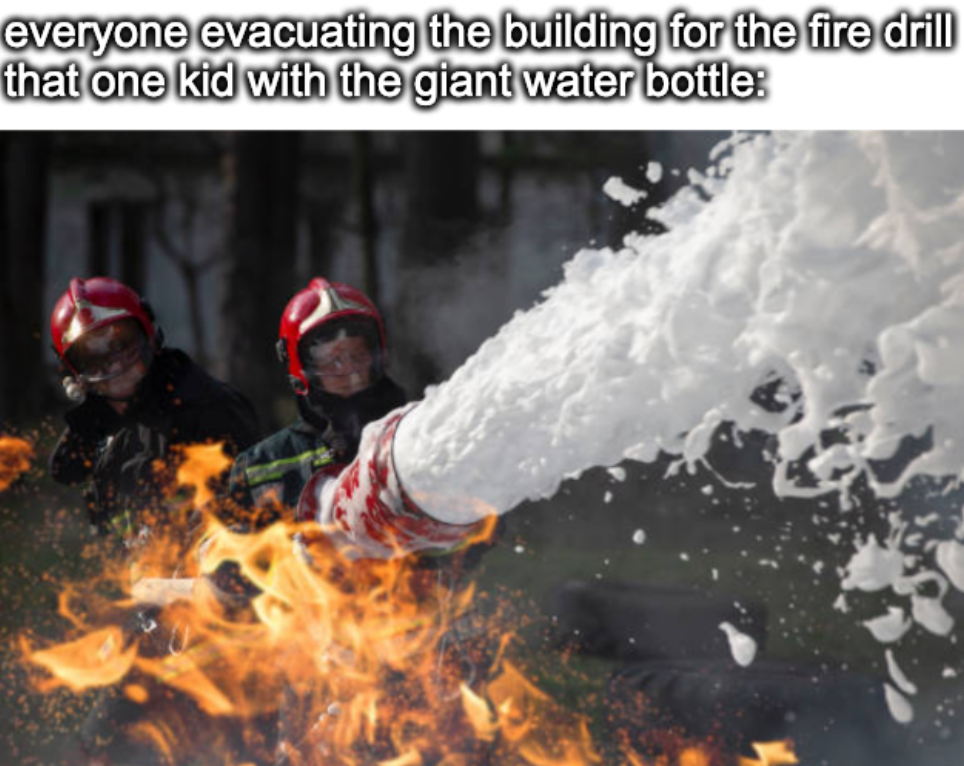 everyone evacuating the building for the fire drill
that one kid with the giant water bottle: